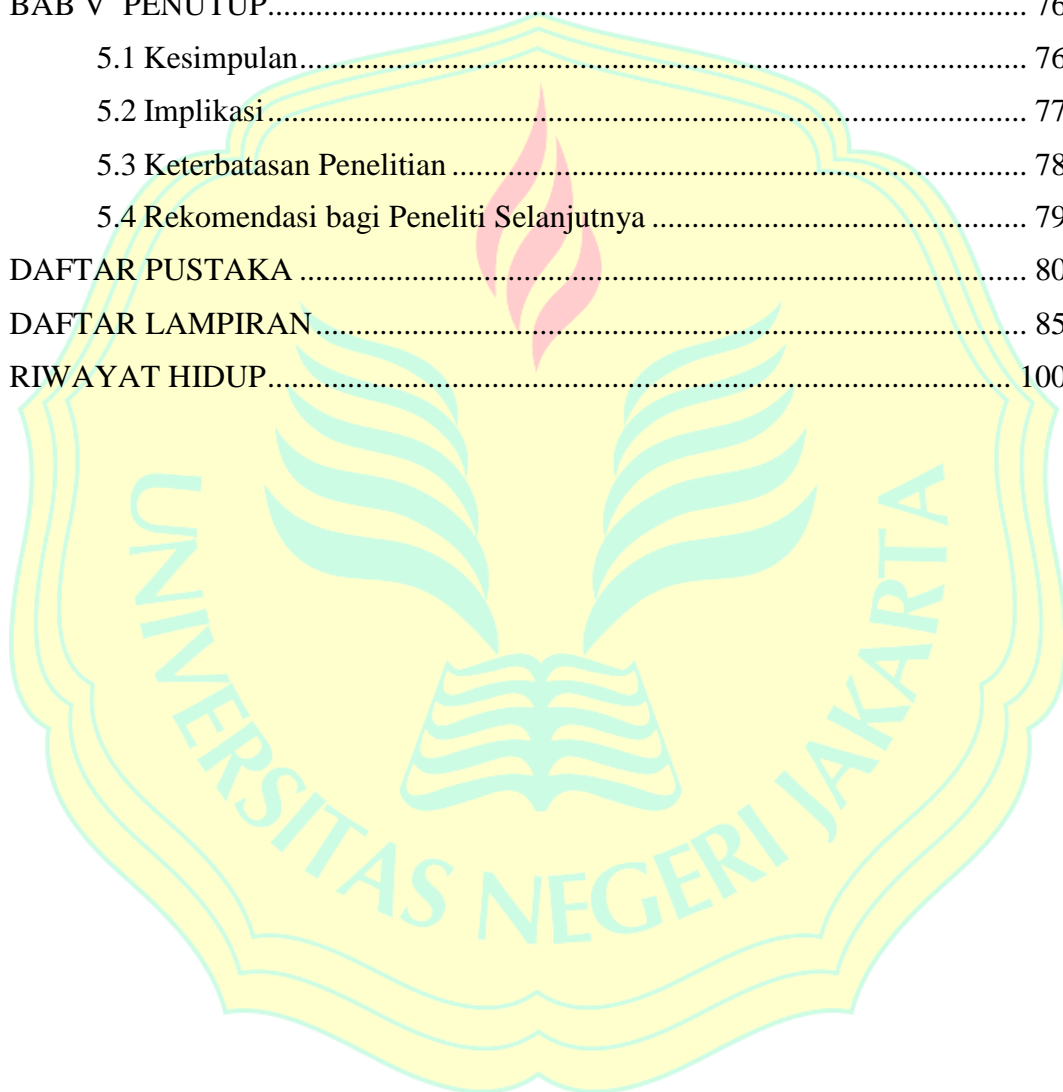 BAB V PENUTUP........................................................................................... 76
5.1 Kesimpulan........................................................................................... 76
5.2 Implikasi........................................................................................... 77
5.3 Keterbatasan Penelitian........................................................................................... 78
5.4 Rekomendasi bagi Peneliti Selanjutnya........................................................................................... 79
DAFTAR PUSTAKA........................................................................................... 80
DAFTAR LAMPIRAN........................................................................................... 85
RIWAYAT HIDUP........................................................................................... 100
UNIVERSITAS NEGERI JAKARTA